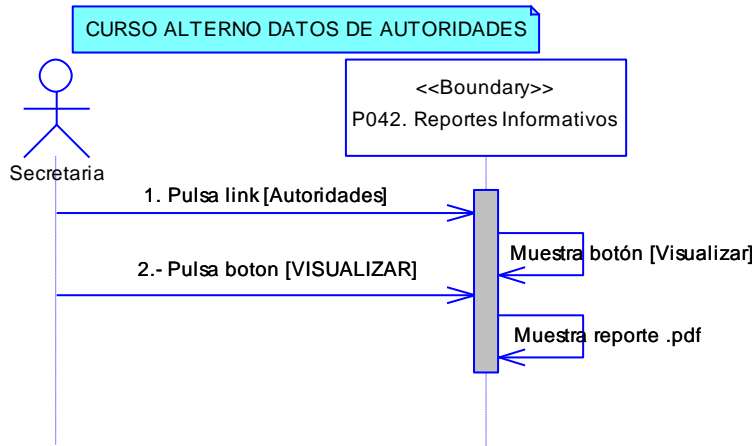 CURSO ALTERNO DATOS DE AUTORIDADES
<<Boundary>>
P042. Reportes Informativos
Secretaria
1. Pulsa link [Autoridades]
Muestra botón [Visualizar]
2.- Pulsa boton [VISUALIZAR]
Muestra reporte .pdf